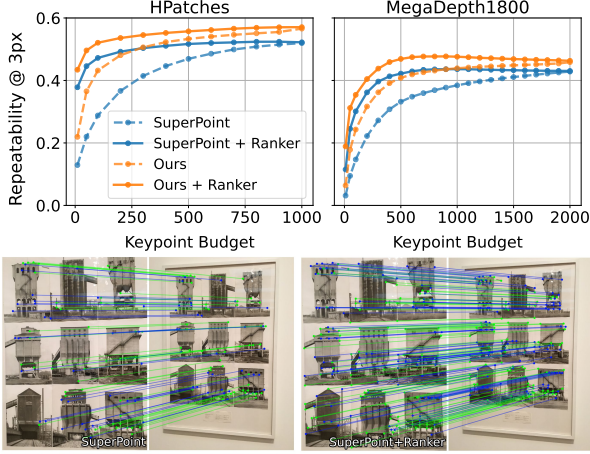 HPatches
MegaDepth1800
Repeatability @ 3px
0.6
0.4
0.2
0.0
SuperPoint
SuperPoint + Ranker
Ours
Ours + Ranker
0 250 500 750 1000
0 500 1000 1500 2000
Keypoint Budget
Keypoint Budget
SuperPoint
SuperPoint+Ranker